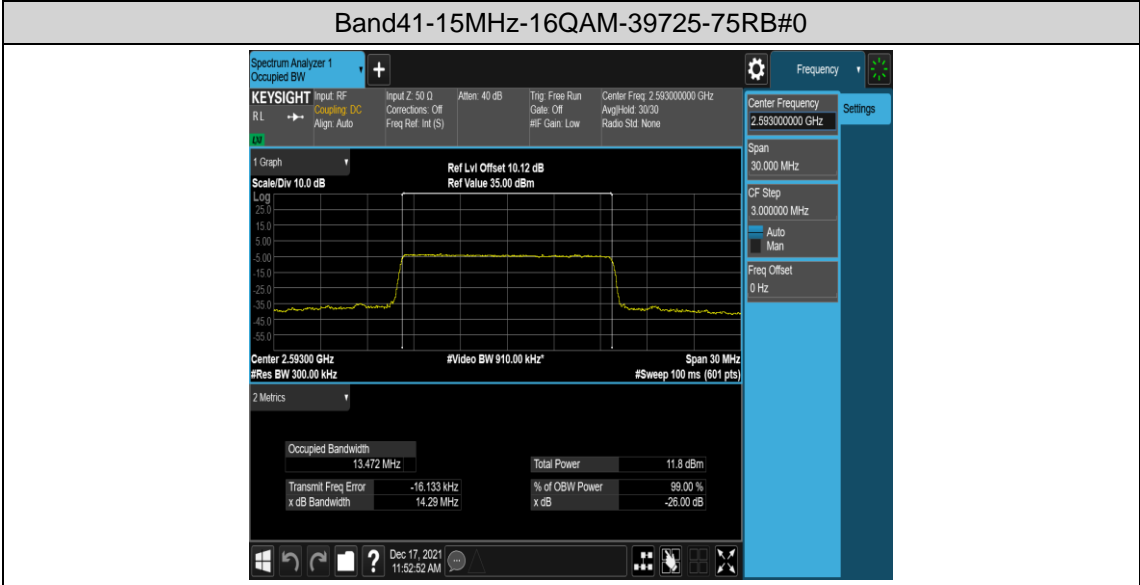 Band41-15MHz-16QAM-39725-75RB#0
Spectrum Analyzer 1
Occupied BW
+
Frequency
KEYSIGHT
Input: RF
Input Z: 50 Ω
Atten: 40 dB
Trig: Free Run
Center Freq: 2.593000000 GHz
RL
Coupling: DC
Corrections: Off
Gate: Off
Avg|Hold: 30/30
Align: Auto
Freq Ref: Int (S)
#IF Gain: Low
Radio Std: None
Center Frequency
2.593000000 GHz
Settings
Span
30.000 MHz
CF Step
3.000000 MHz
Auto
Man
Freq Offset
0 Hz
1 Graph
Ref Lvl Offset 10.12 dB
Scale/Div 10.0 dB
Ref Value 35.00 dBm
Log
25.0
15.0
5.00
-5.00
-15.0
-25.0
-35.0
-45.0
-55.0
Center 2.59300 GHz
#Video BW 910.00 kHz*
Span 30 MHz
#Res BW 300.00 kHz
#Sweep 100 ms (601 pts)
2 Metrics
Occupied Bandwidth
13.472 MHz
Total Power
11.8 dBm
Transmit Freq Error
-16.133 kHz
% of OBW Power
99.00 %
x dB Bandwidth
14.29 MHz
x dB
-26.00 dB
?
Dec 17, 2021
11:52:52 AM